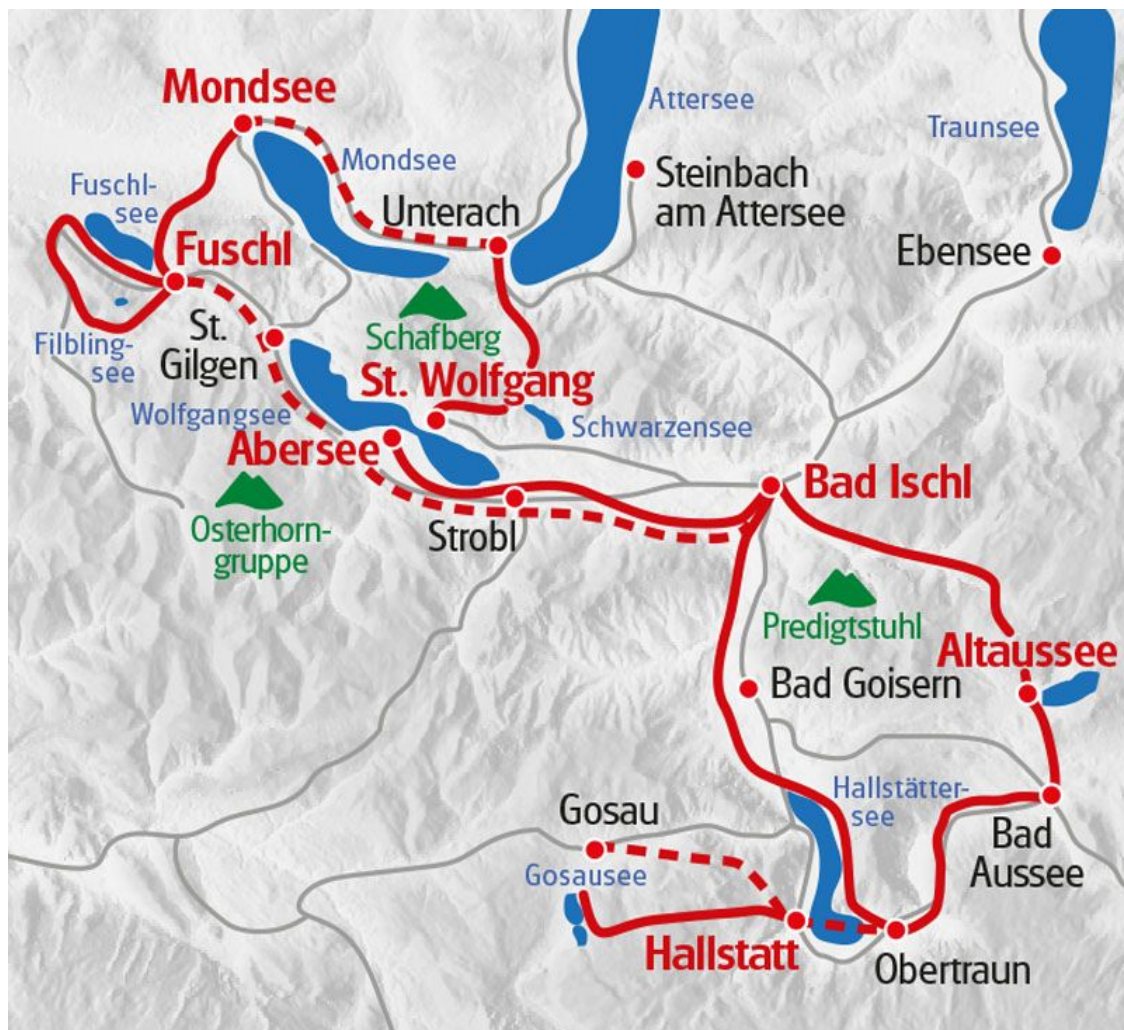 Mondsee
Attersee
Traunsee
Mondsee
Fuschl-
see
Steinbach
am Attersee
Unterach
Fuschl
Ebensee
St.
Gilgen
Schafberg
Filbling-
see
St. Wolfgang
Wolfgangsee
Schwarzensee
Abersee
Bad Ischl
Osterhorn-
gruppe
Strobl
Predigtstuhl
Altaussee
Bad Goisern
Hallstätter-
see
Gosau
Bad
Aussee
Gosausee
Hallstatt
Obertraun